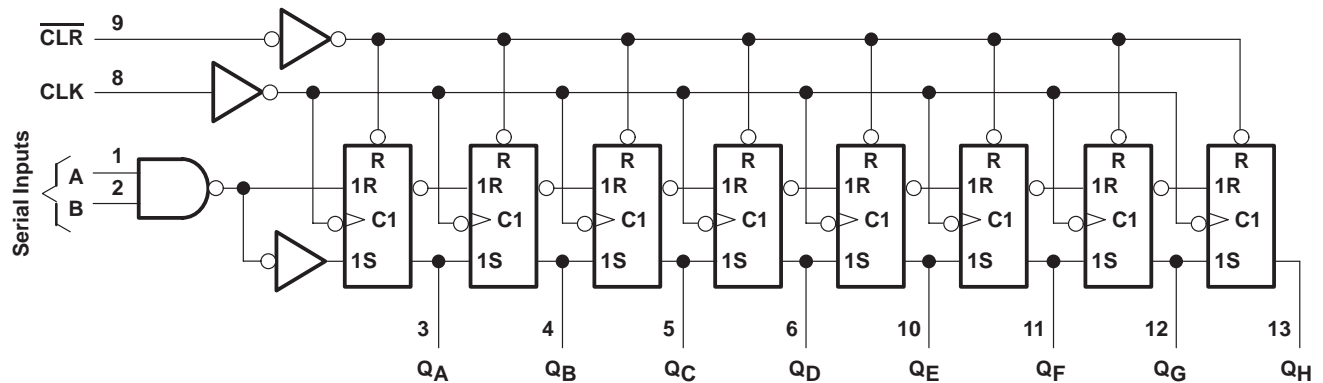 CLR 9
CLK 8
Serial Inputs
A 1
B 2
R R R R R R R R
1R 1R 1R 1R 1R 1R 1R 1R
C1 C1 C1 C1 C1 C1 C1 C1
1S 1S 1S 1S 1S 1S 1S 1S
3 4 5 6 10 11 12 13
QA QB QC QD QE QF QG QH